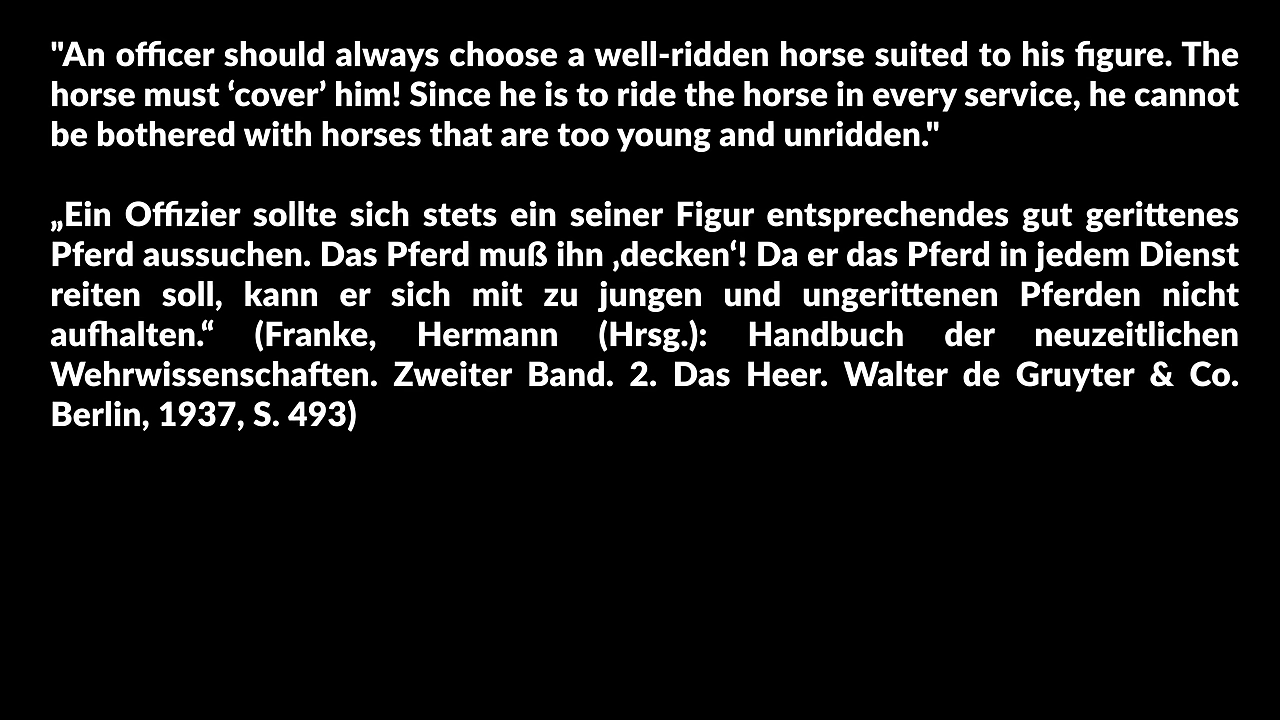 "An officer should always choose a well-ridden horse suited to his figure. The
horse must ‘cover’ him! Since he is to ride the horse in every service, he cannot
be bothered with horses that are too young and unridden."
„Ein Offizier sollte sich stets ein seiner Figur entsprechendes gut gerittenes
Pferd aussuchen. Das Pferd muß ihn ‚decken‘! Da er das Pferd in jedem Dienst
reiten soll, kann er sich mit zu jungen und ungerittenen Pferden nicht
aufhalten.“ (Franke, Hermann (Hrsg.): Handbuch der neuzeitlichen
Wehrwissenschaften. Zweiter Band. 2. Das Heer. Walter de Gruyter & Co.
Berlin, 1937, S. 493)